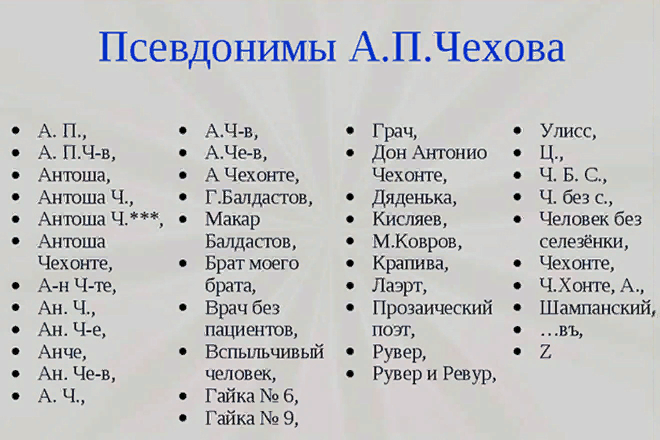 Псевдонимы А.П.Чехова
• А. П.,
• А. П.Ч-в,
• Антоша,
• Антоша Ч.,
• Антоша Ч.***,
• Антоша
Чехонте,
• А-н Ч-те,
• Ан. Ч.,
• Ан. Ч-е,
• Анче,
• Ан. Че-в,
• А. Ч.,
• А.Ч-в,
• А.Че-в,
• А Чехонте,
• Г.Балдастов,
• Макар
Балдастов,
• Брат моего
брата,
• Врач без
пациентов,
• Вспыльчивый
человек,
• Гайка № 6,
• Гайка № 9,
• Грач,
• Дон Антонио
Чехонте,
• Дяденька,
• Кисляев,
• М.Ковров,
• Крапива,
• Лаэрт,
• Прозаический
поэт,
• Рувер,
• Рувер и Ревур,
• Улисс,
• Ц.,
• Ч. Б. С.,
• Ч. без с.,
• Человек без
селезёнки,
• Чехонте,
• Ч.Хонте, А.,
• Шампанский,
• …въ,
• Z